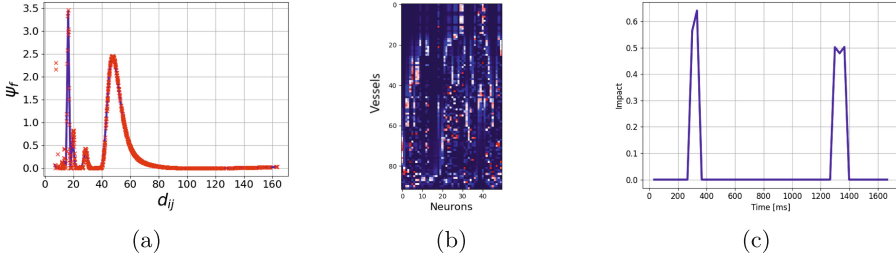 3.5
3.0
2.5
2.0
1.5
1.0
0.5
0.0
ψf
0 20 40 60 80 100 120 140 160
dij
(a)
0
20
40
60
80
Vessels
0 10 20 30 40
Neurons
(b)
0.6
0.5
0.4
0.3
0.2
0.1
0.0
Impact
0 200 400 600 800 1000 1200 1400 1600
Time [ms]
(c)